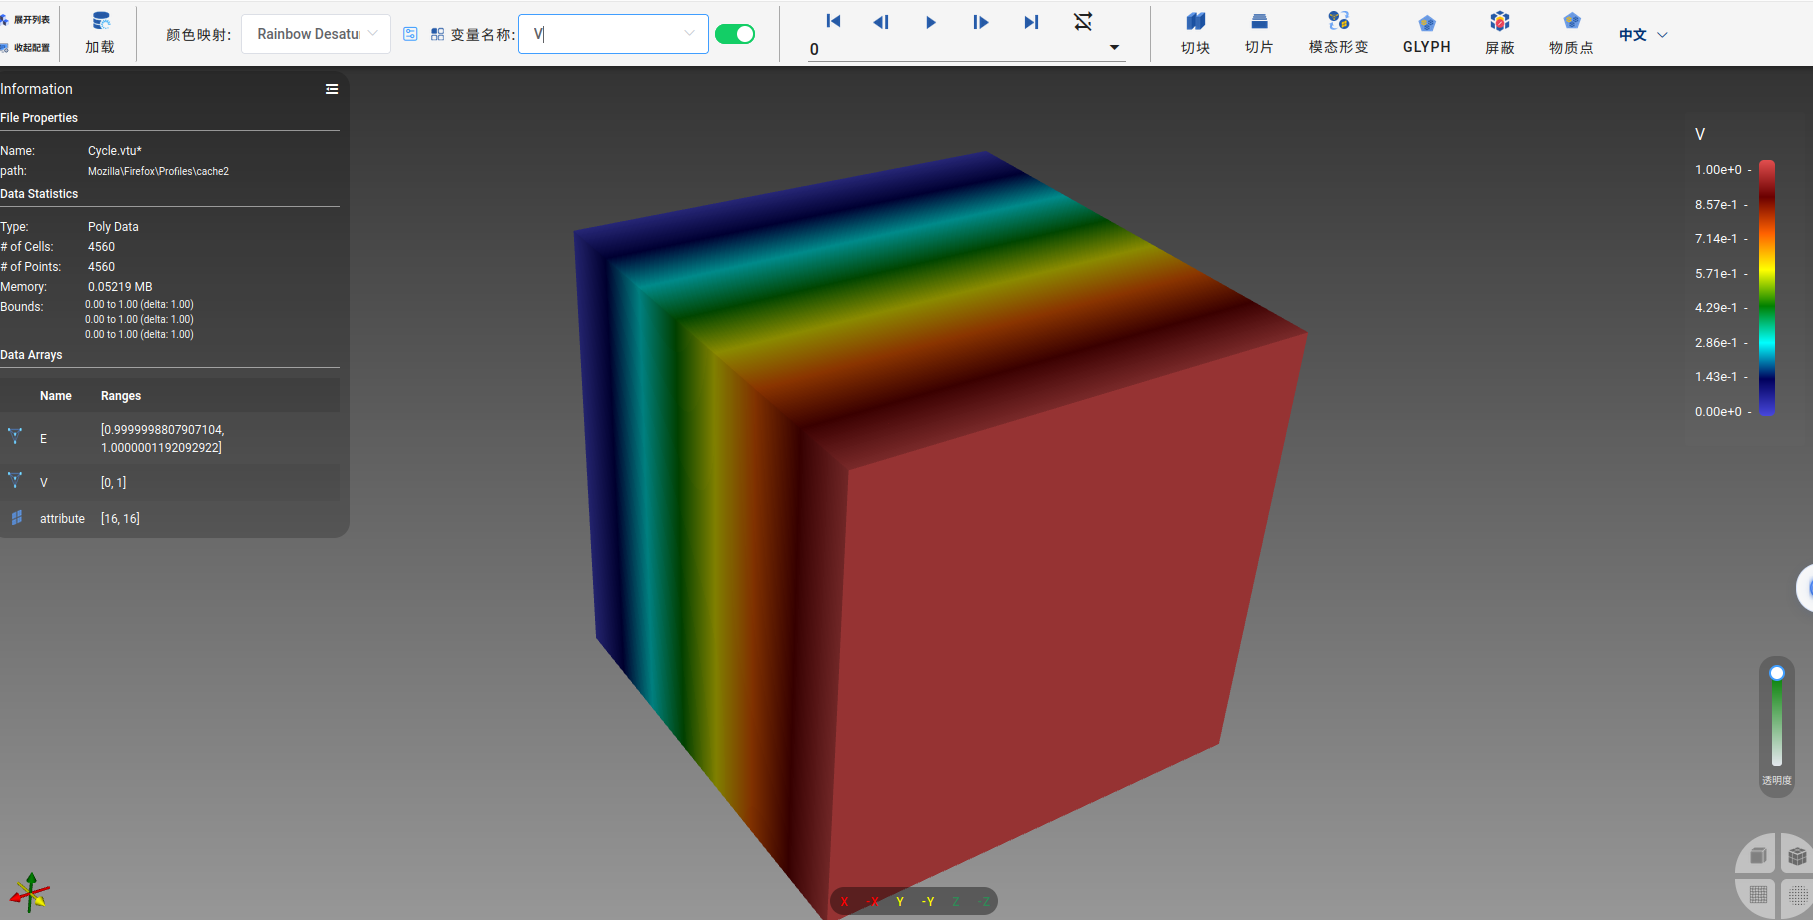 展开列表
收起配置
加载
颜色映射:
Rainbow Desatu
变量名称:
V
0
切块
切片
模态形变
GLYPH
屏蔽
物质点
中文
Information
File Properties
Name: Cycle.vtu*
path: Mozilla\Firefox\Profiles\cache2
Data Statistics
Type: Poly Data
# of Cells: 4560
# of Points: 4560
Memory: 0.05219 MB
Bounds: 0.00 to 1.00 (delta: 1.00)
0.00 to 1.00 (delta: 1.00)
0.00 to 1.00 (delta: 1.00)
Data Arrays
Name Ranges
E [0.9999998807907104,
1.0000001192092922]
V [0, 1]
attribute [16, 16]
V
1.00e+0 -
8.57e-1 -
7.14e-1 -
5.71e-1 -
4.29e-1 -
2.86e-1 -
1.43e-1 -
0.00e+0 -
透明度
X -X Y -Y Z -Z